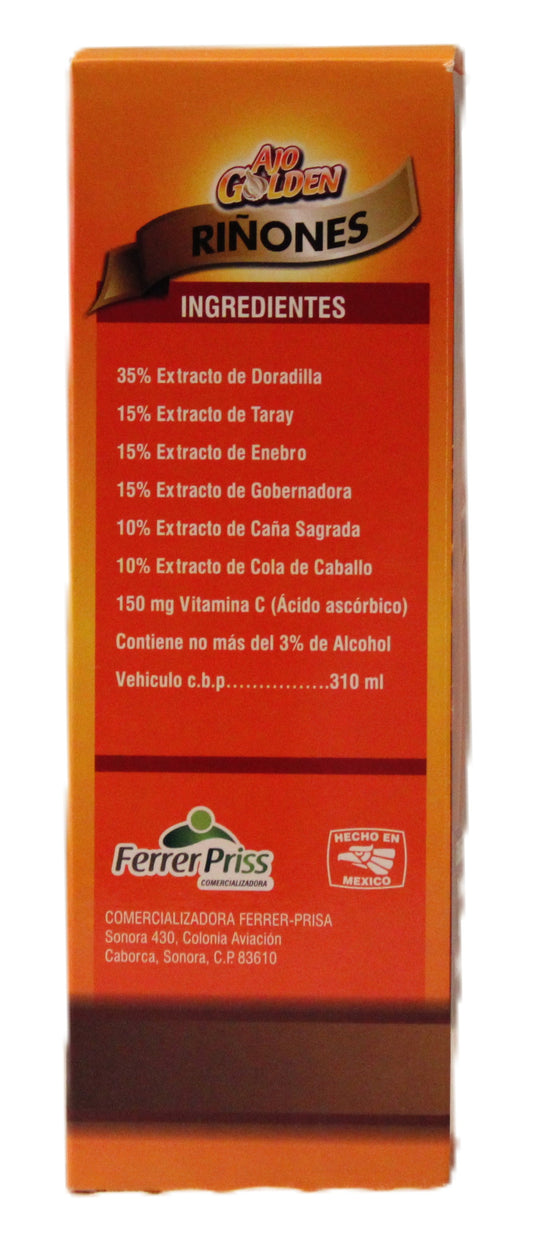 AJO
GOLDEN
RIÑONES
INGREDIENTES
35% Extracto de Doradilla
15% Extracto de Taray
15% Extracto de Enebro
15% Extracto de Gobernadora
10% Extracto de Caña Sagrada
10% Extracto de Cola de Caballo
150 mg Vitamina C (Ácido ascórbico)
Contiene no más del 3% de Alcohol
Vehiculo c.b.p................310 ml
FerrerPriss
COMERCIALIZADORA
HECHO EN
MEXICO
COMERCIALIZADORA FERRER-PRISA
Sonora 430, Colonia Aviación
Caborca, Sonora, C.P. 83610